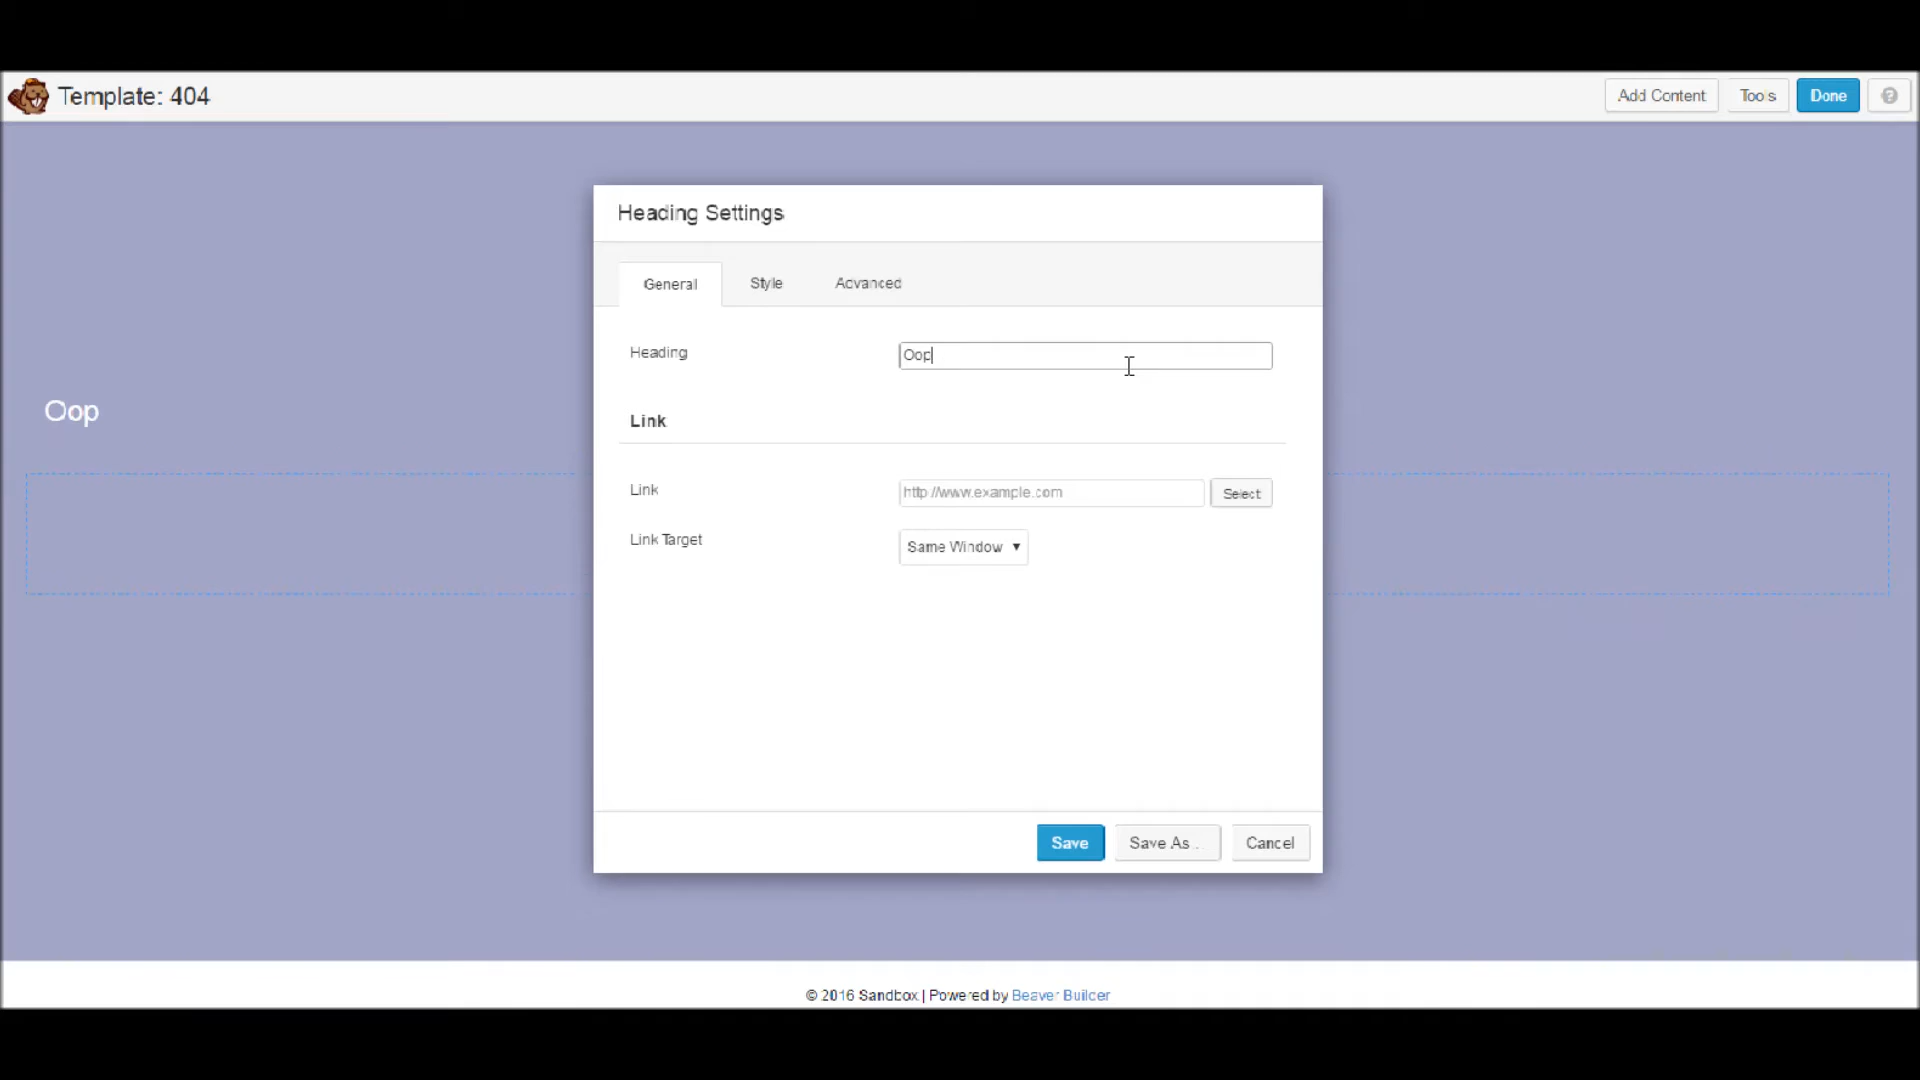 Template: 404
Add Content
Tools
Done
Heading Settings
General
Style
Advanced
Heading
Oop
Oop
Link
Link
http://www.example.com
Select
Link Target
Same Window
Save
Save As...
Cancel
© 2016 Sandbox | Powered by Beaver Builder